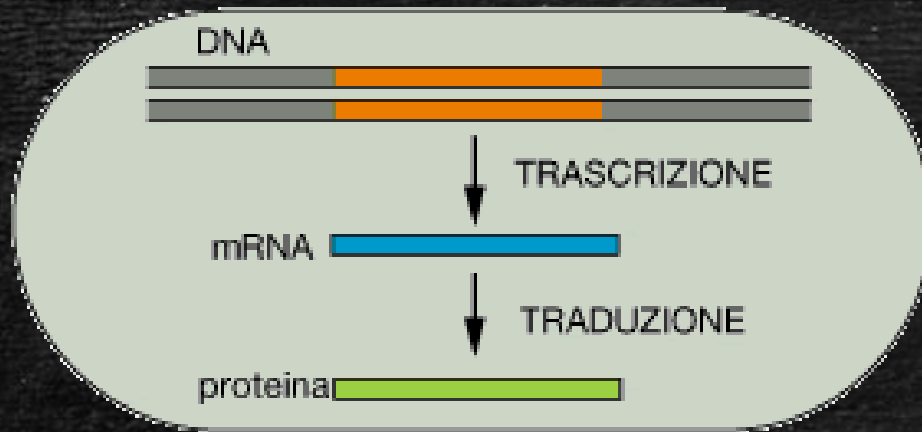 DNA
TRASCRIZIONE
mRNA
TRADUZIONE
proteina